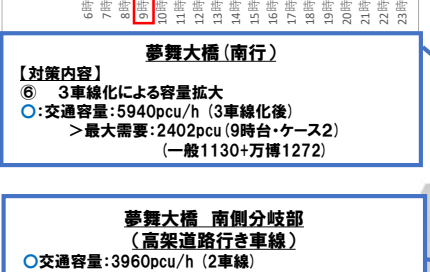 6時 7時 8時 9時 10時 11時 12時 13時 14時 15時 16時 17時 18時 19時 20時 21時 22時 23時
夢舞大橋(南行)
【対策内容】
⑥ 3車線化による容量拡大
○:交通容量:5940pcu/h (3車線化後)
>最大需要:2402pcu(9時台・ケース2)
(一般1130+万博1272)
夢舞大橋 南側分岐部
(高架道路行き車線)
○交通容量:3960pcu/h (2車線)